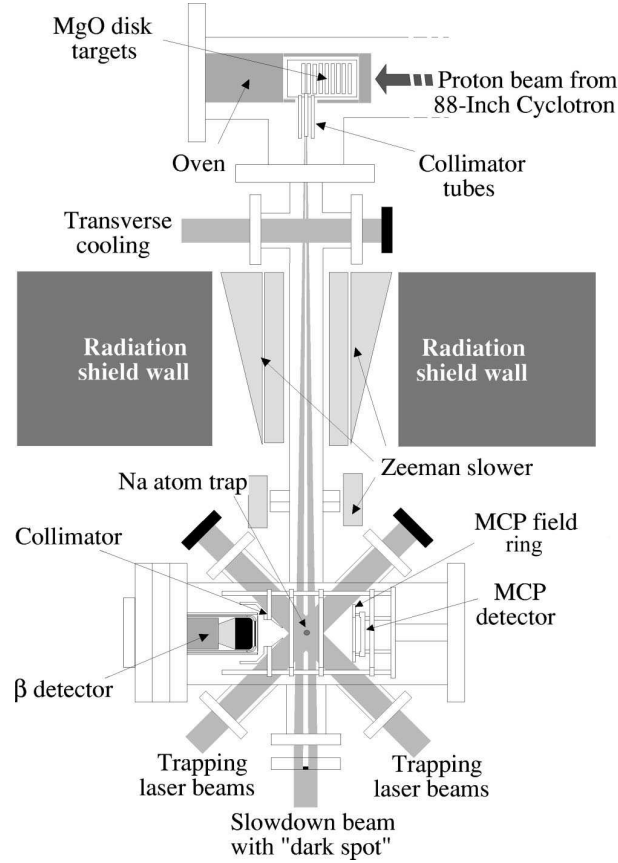 MgO disk
targets
Proton beam from
88-Inch Cyclotron
Oven
Collimator
tubes
Transverse
cooling
Radiation
shield wall
Radiation
shield wall
Zeeman slower
Na atom trap
Collimator
MCP field
ring
MCP
detector
β detector
Trapping
laser beams
Trapping
laser beams
Slowdown beam
with "dark spot"